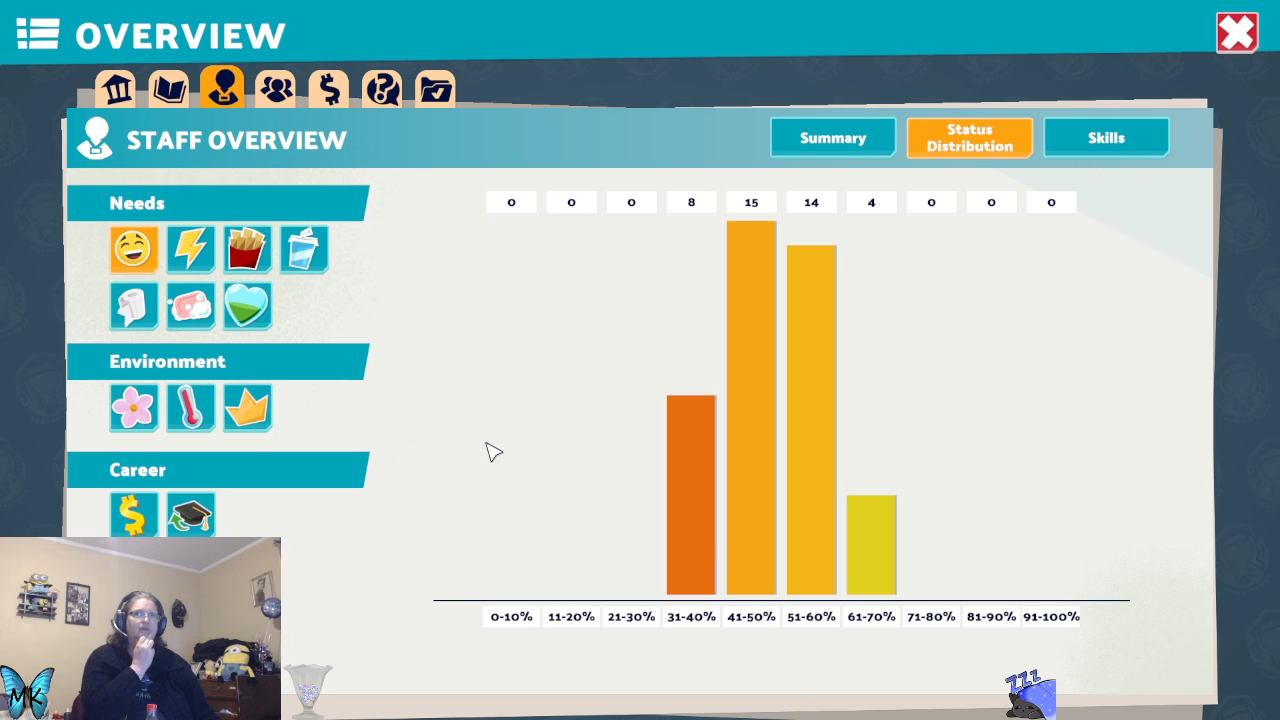 OVERVIEW
STAFF OVERVIEW
Summary
Status
Distribution
Skills
Needs
0 0 0 8 15 14 4 0 0 0
Environment
Career
0-10% 11-20% 21-30% 31-40% 41-50% 51-60% 61-70% 71-80% 81-90% 91-100%
MK
ZZZ